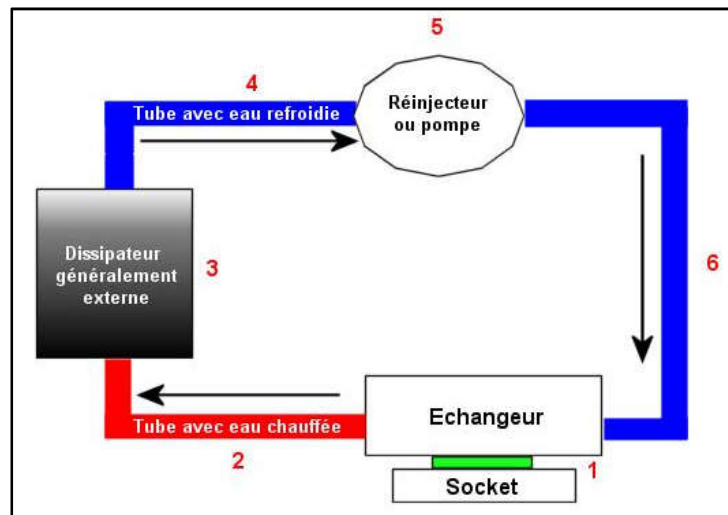 5
4
Tube avec eau refroidie
Réinjecteur
ou pompe
Dissipateur
généralement
externe
3
6
Echangeur
Tube avec eau chauffée
2
1
Socket